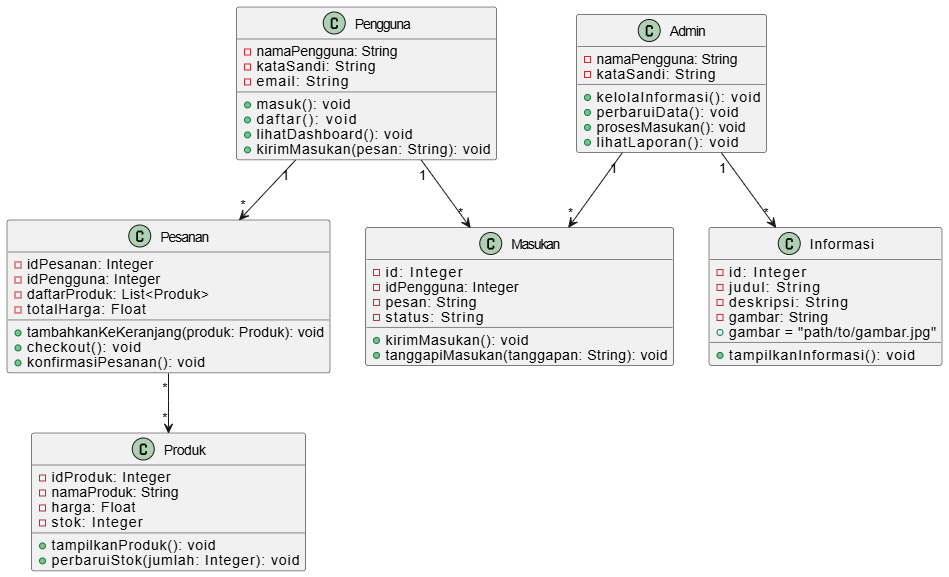 C Pengguna
namaPengguna: String
kataSandi: String
email: String
masuk(): void
daftar(): void
lihatDashboard(): void
kirimMasukan(pesan: String): void
C Admin
namaPengguna: String
kataSandi: String
kelolaInformasi(): void
perbaruiData(): void
prosesMasukan(): void
lihatLaporan(): void
1
*
1
*
1
*
1
*
C Pesanan
idPesanan: Integer
idPengguna: Integer
daftarProduk: List<Produk>
totalHarga: Float
tambahkanKeKeranjang(produk: Produk): void
checkout(): void
konfirmasiPesanan(): void
C Masukan
id: Integer
idPengguna: Integer
pesan: String
status: String
kirimMasukan(): void
tanggapiMasukan(tanggapan: String): void
C Informasi
id: Integer
judul: String
deskripsi: String
gambar: String
gambar = "path/to/gambar.jpg"
tampilkanInformasi(): void
*
*
C Produk
idProduk: Integer
namaProduk: String
harga: Float
stok: Integer
tampilkanProduk(): void
perbaruiStok(jumlah: Integer): void